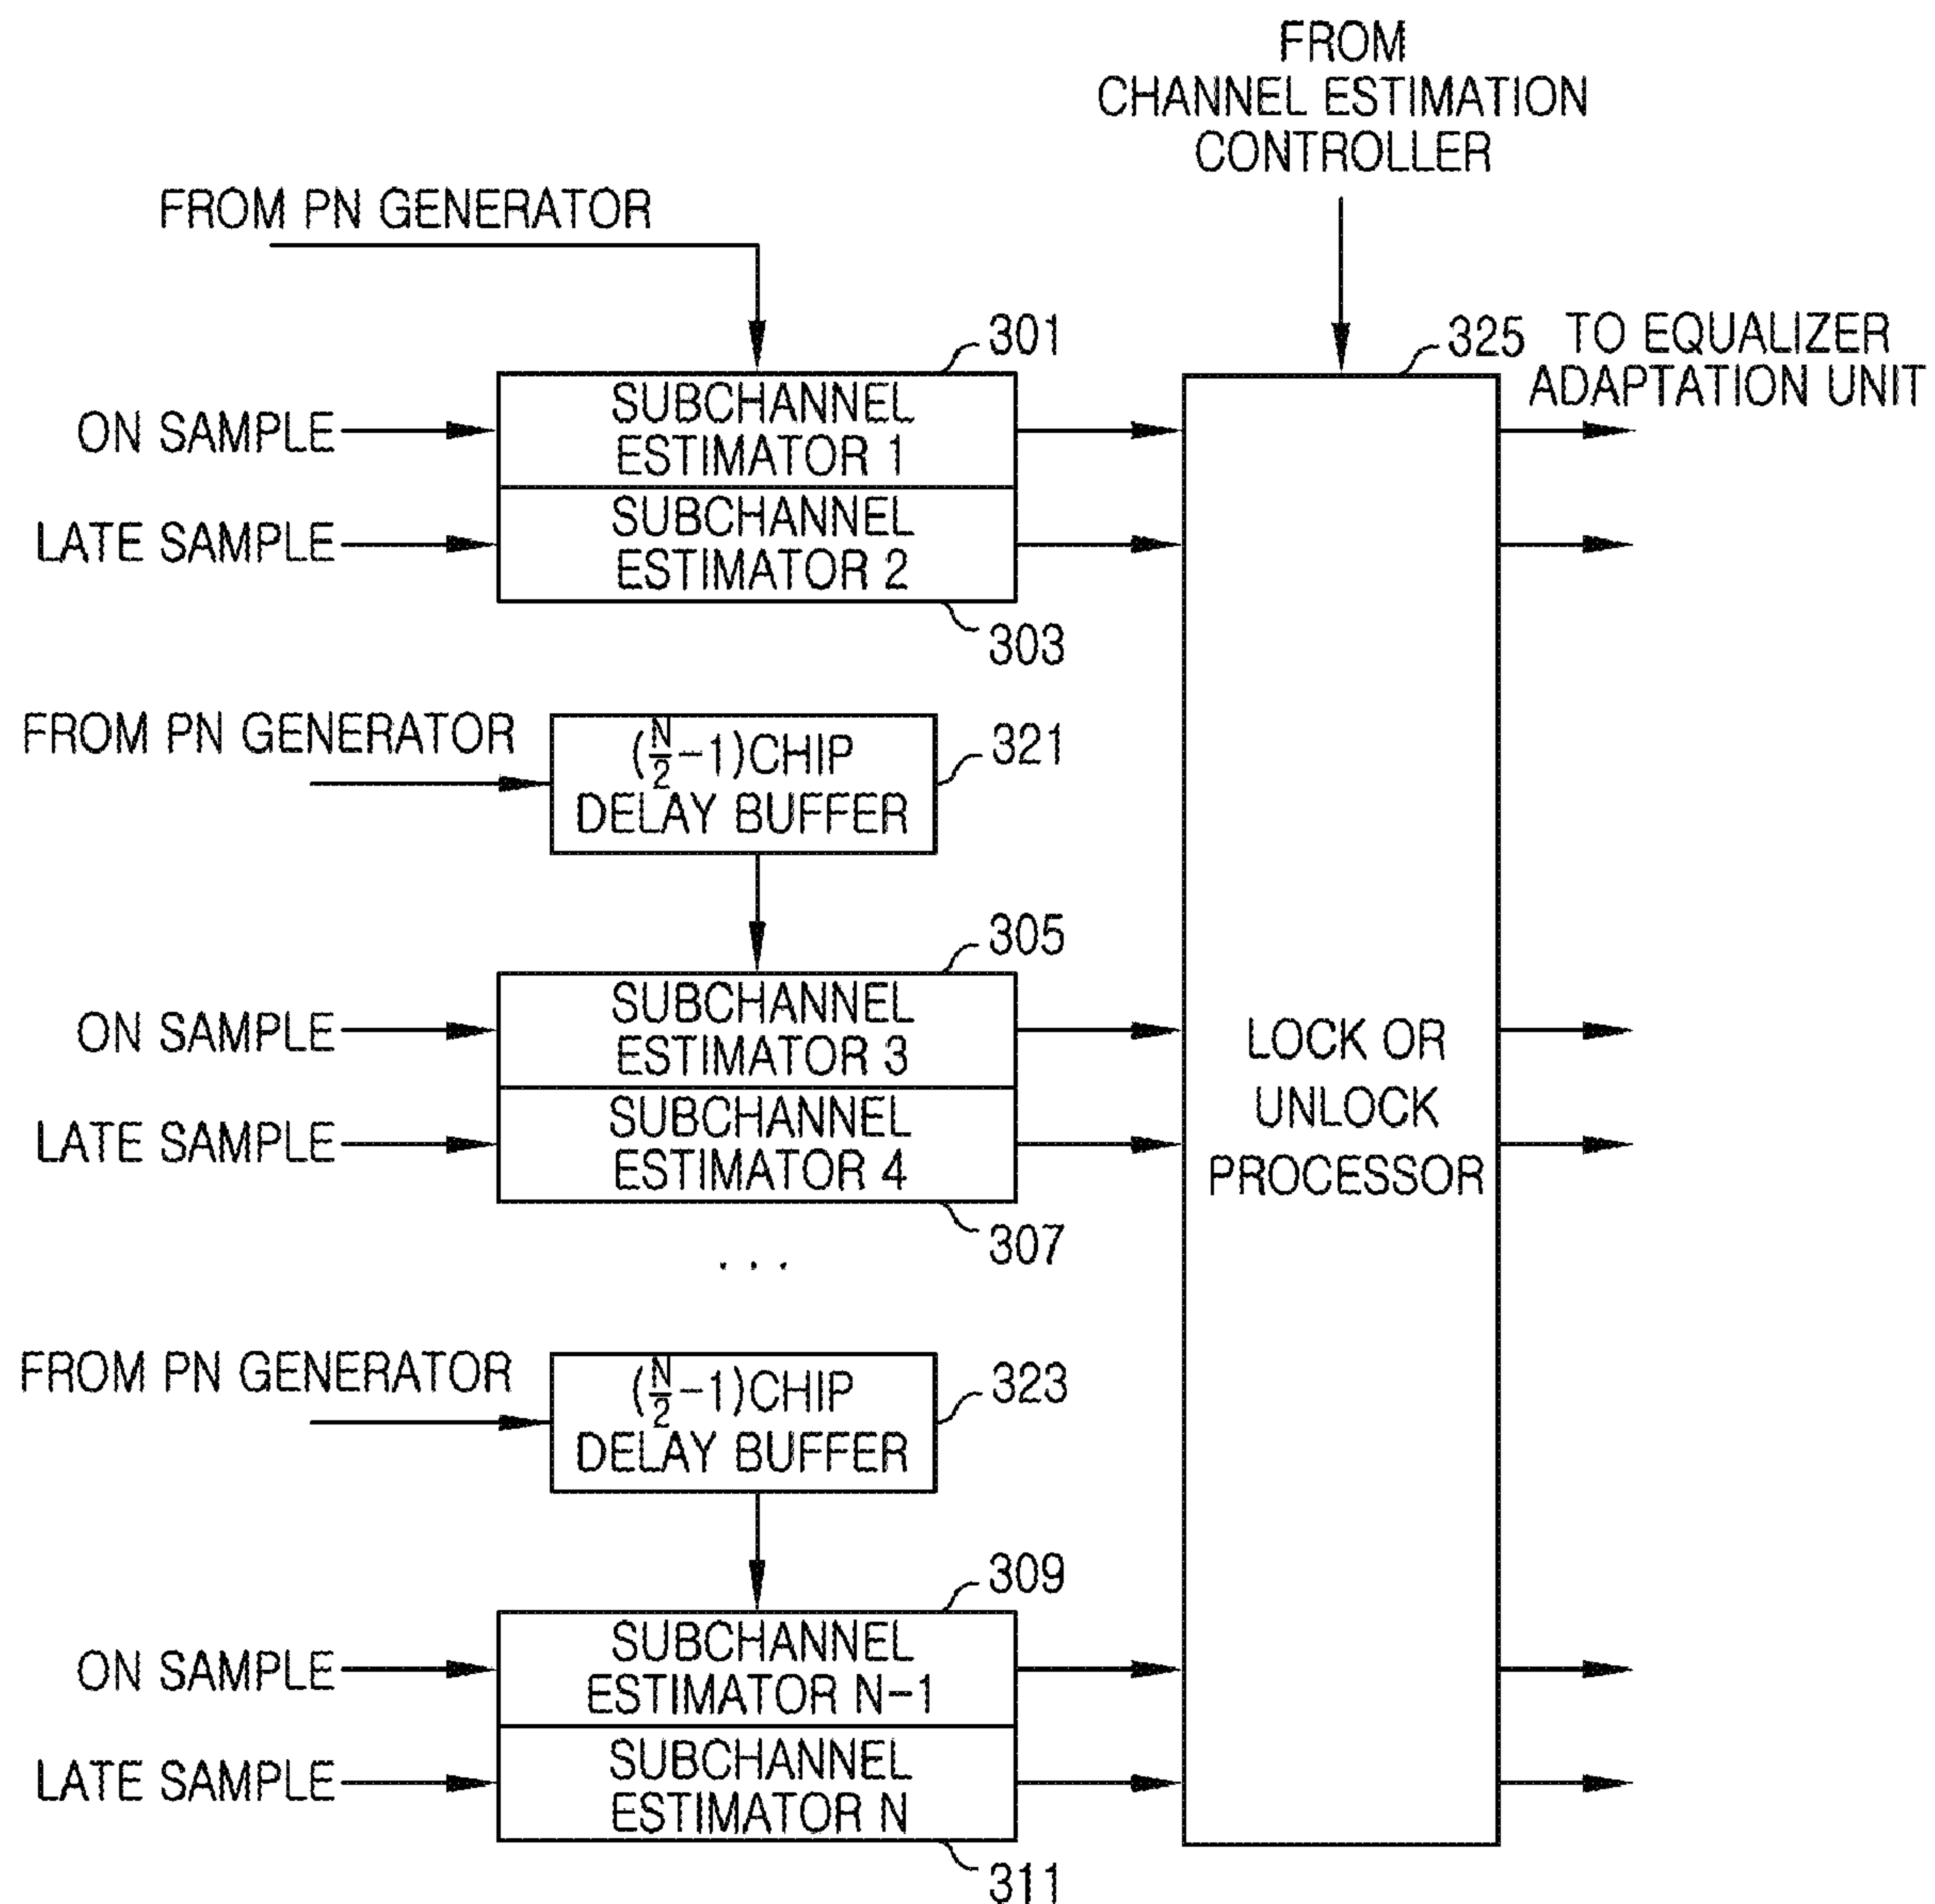 FROM
CHANNEL ESTIMATION
CONTROLLER
FROM PN GENERATOR
301
325
TO EQUALIZER
ADAPTATION UNIT
ON SAMPLE
SUBCHANNEL
ESTIMATOR 1
LATE SAMPLE
SUBCHANNEL
ESTIMATOR 2
303
FROM PN GENERATOR
(N/2-1)CHIP
DELAY BUFFER
321
305
ON SAMPLE
SUBCHANNEL
ESTIMATOR 3
LATE SAMPLE
SUBCHANNEL
ESTIMATOR 4
307
LOCK OR
UNLOCK
PROCESSOR
...
FROM PN GENERATOR
(N/2-1)CHIP
DELAY BUFFER
323
309
ON SAMPLE
SUBCHANNEL
ESTIMATOR N-1
LATE SAMPLE
SUBCHANNEL
ESTIMATOR N
311